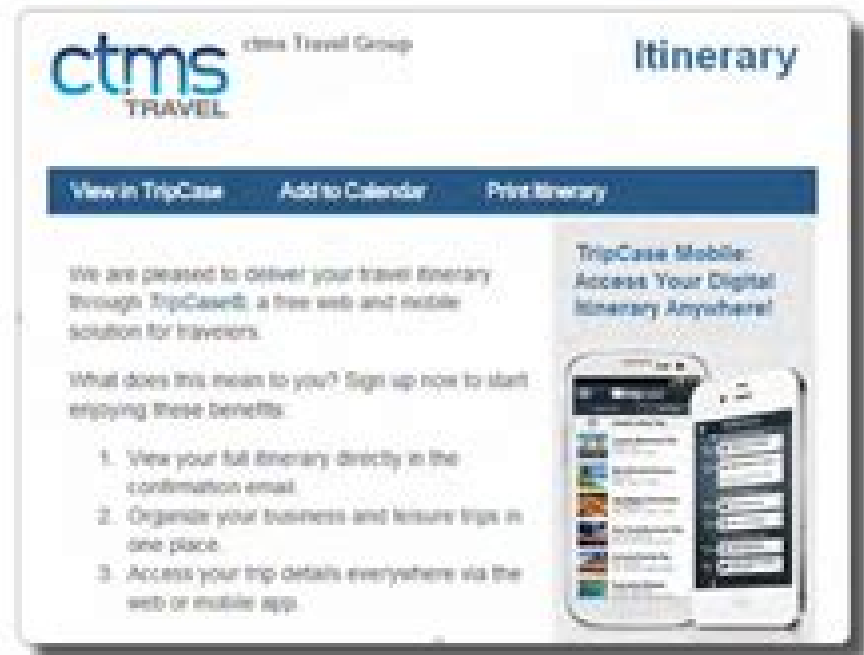 ctms
TRAVEL
ctms Travel Group
Itinerary
View in TripCase
Add to Calendar
Print Itinerary
We are pleased to deliver your travel itinerary
through TripCase®, a free web and mobile
solution for travelers.
What does this mean to you? Sign up now to start
enjoying these benefits:
1. View your full itinerary directly in the
confirmation email.
2. Organize your business and leisure trips in
one place.
3. Access your trip details everywhere via the
web or mobile app.
TripCase Mobile:
Access Your Digital
Itinerary Anywhere!